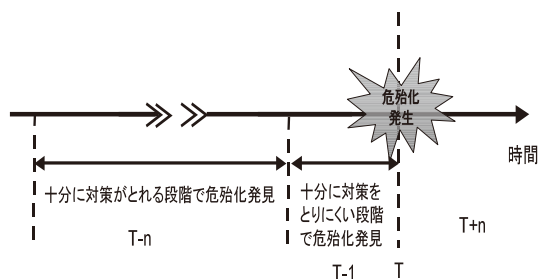 危殆化
発生
時間
十分に対策がとれる段階で危殆化発見
十分に対策を
とりにくい段階
で危殆化発見
T-n
T+n
T-1
T